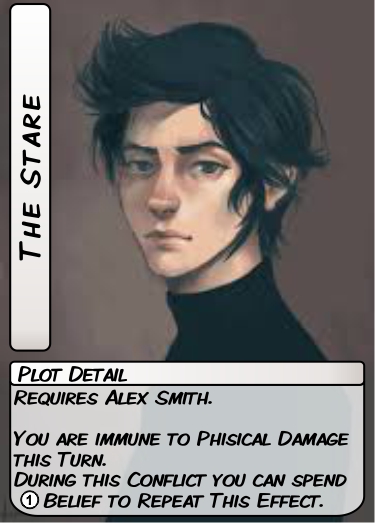 THE STARE
PLOT DETAIL
REQUIRES ALEX SMITH.
YOU ARE IMMUNE TO PHISICAL DAMAGE
THIS TURN.
DURING THIS CONFLICT YOU CAN SPEND
1 BELIEF TO REPEAT THIS EFFECT.